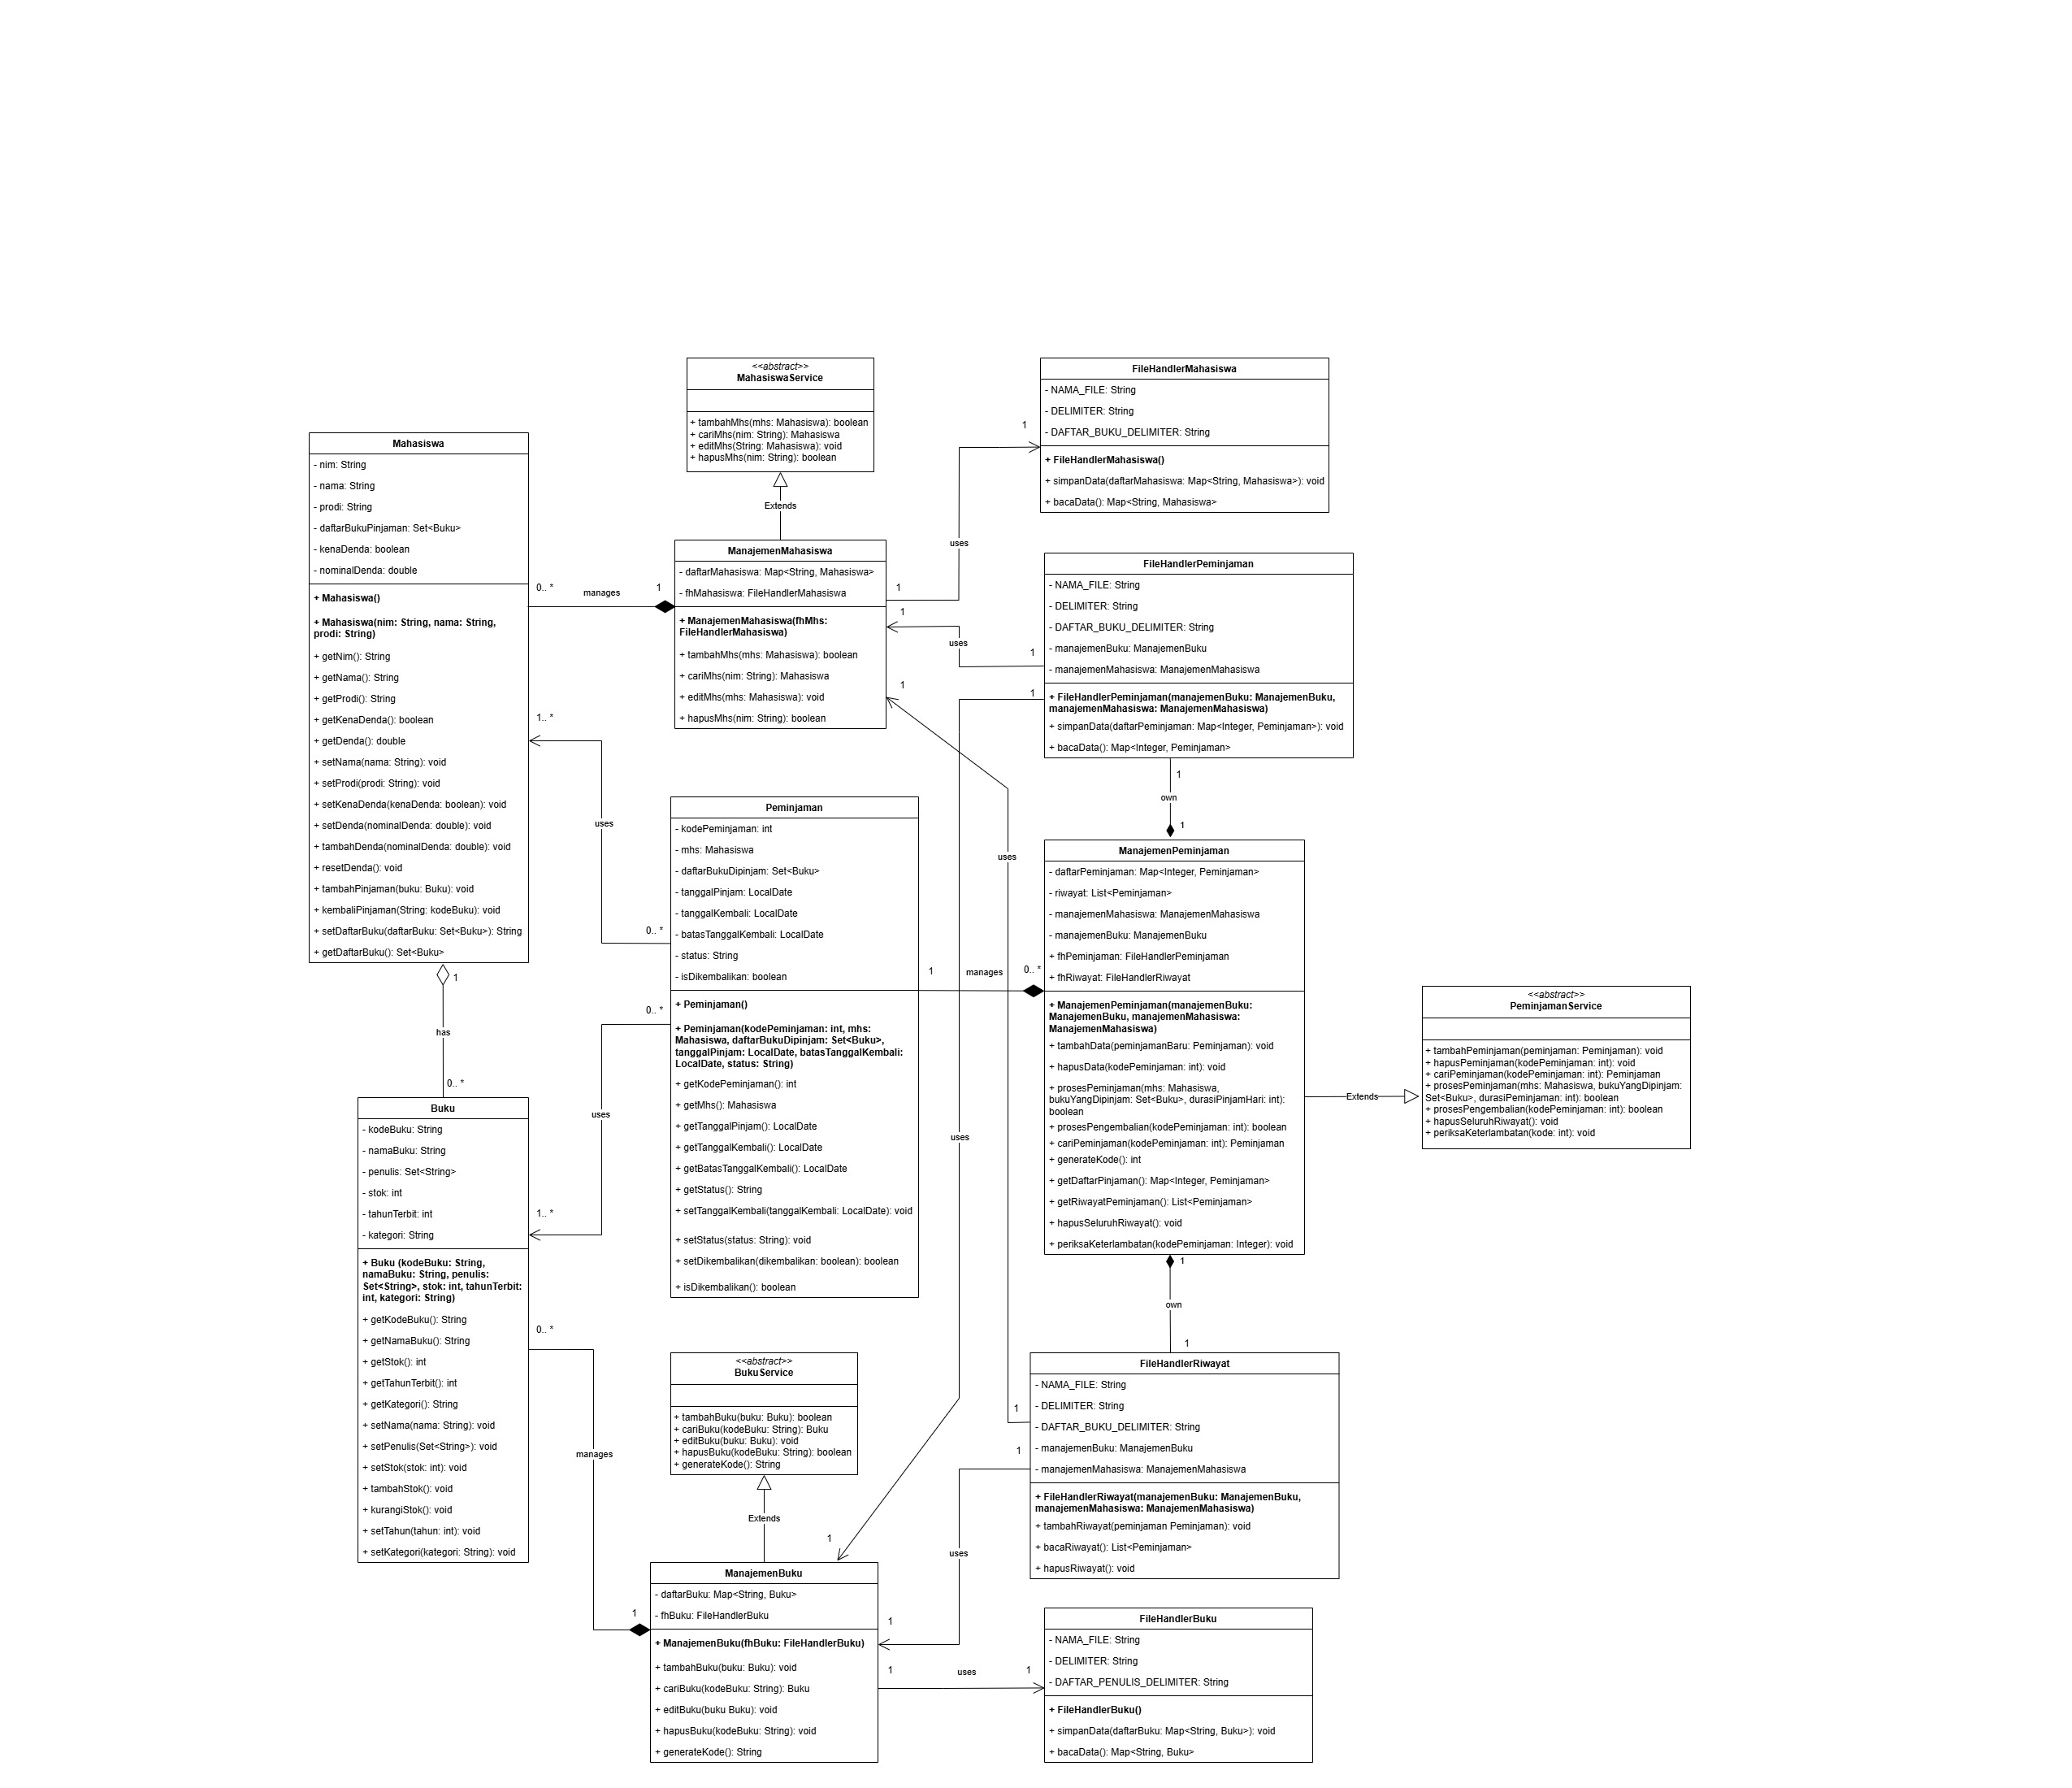 <<abstract>>
MahasiswaService
+ tambahMhs(mhs: Mahasiswa): boolean
+ cariMhs(nim: String): Mahasiswa
+ editMhs(String: Mahasiswa): void
+ hapusMhs(nim: String): boolean
Extends
FileHandlerMahasiswa
- NAMA_FILE: String
- DELIMITER: String
- DAFTAR_BUKU_DELIMITER: String
+ FileHandlerMahasiswa()
+ simpanData(daftarMahasiswa: Map<String, Mahasiswa>): void
+ bacaData(): Map<String, Mahasiswa>
1
uses
1
Mahasiswa
- nim: String
- nama: String
- prodi: String
- daftarBukuPinjaman: Set<Buku>
- kenaDenda: boolean
- nominalDenda: double
+ Mahasiswa()
+ Mahasiswa(nim: String, nama: String,
prodi: String)
+ getNim(): String
+ getNama(): String
+ getProdi(): String
+ getKenaDenda(): boolean
+ getDenda(): double
+ setNama(nama: String): void
+ setProdi(prodi: String): void
+ setKenaDenda(kenaDenda: boolean): void
+ setDenda(nominalDenda: double): void
+ tambahDenda(nominalDenda: double): void
+ resetDenda(): void
+ tambahPinjaman(buku: Buku): void
+ kembaliPinjaman(String: kodeBuku): void
+ setDaftarBuku(daftarBuku: Set<Buku>): String
+ getDaftarBuku(): Set<Buku>
0.. *
manages
1
ManajemenMahasiswa
- daftarMahasiswa: Map<String, Mahasiswa>
- fhMahasiswa: FileHandlerMahasiswa
+ ManajemenMahasiswa(fhMhs:
FileHandlerMahasiswa)
+ tambahMhs(mhs: Mahasiswa): boolean
+ cariMhs(nim: String): Mahasiswa
+ editMhs(mhs: Mahasiswa): void
+ hapusMhs(nim: String): boolean
1
uses
1
1
1
FileHandlerPeminjaman
- NAMA_FILE: String
- DELIMITER: String
- DAFTAR_BUKU_DELIMITER: String
- manajemenBuku: ManajemenBuku
- manajemenMahasiswa: ManajemenMahasiswa
+ FileHandlerPeminjaman(manajemenBuku: ManajemenBuku,
manajemenMahasiswa: ManajemenMahasiswa)
+ simpanData(daftarPeminjaman: Map<Integer, Peminjaman>): void
+ bacaData(): Map<Integer, Peminjaman>
1
own
1
1.. *
uses
0.. *
Peminjaman
- kodePeminjaman: int
- mhs: Mahasiswa
- daftarBukuDipinjam: Set<Buku>
- tanggalPinjam: LocalDate
- tanggalKembali: LocalDate
- batasTanggalKembali: LocalDate
- status: String
- isDikembalikan: boolean
+ Peminjaman()
+ Peminjaman(kodePeminjaman: int, mhs:
Mahasiswa, daftarBukuDipinjam: Set<Buku>,
tanggalPinjam: LocalDate, batasTanggalKembali:
LocalDate, status: String)
+ getKodePeminjaman(): int
+ getMhs(): Mahasiswa
+ getTanggalPinjam(): LocalDate
+ getTanggalKembali(): LocalDate
+ getBatasTanggalKembali(): LocalDate
+ getStatus(): String
+ setTanggalKembali(tanggalKembali: LocalDate): void
+ setStatus(status: String): void
+ setDikembalikan(dikembalikan: boolean): boolean
+ isDikembalikan(): boolean
uses
1
manages
0.. *
ManajemenPeminjaman
- daftarPeminjaman: Map<Integer, Peminjaman>
- riwayat: List<Peminjaman>
- manajemenMahasiswa: ManajemenMahasiswa
- manajemenBuku: ManajemenBuku
- fhPeminjaman: FileHandlerPeminjaman
- fhRiwayat: FileHandlerRiwayat
+ ManajemenPeminjaman(manajemenBuku:
ManajemenBuku, manajemenMahasiswa:
ManajemenMahasiswa)
+ tambahData(peminjamanBaru: Peminjaman): void
+ hapusData(kodePeminjaman: int): void
+ prosesPeminjaman(mhs: Mahasiswa,
bukuYangDipinjam: Set<Buku>, durasiPinjamHari: int):
boolean
+ prosesPengembalian(kodePeminjaman: int): boolean
+ cariPeminjaman(kodePeminjaman: int): Peminjaman
+ generateKode(): int
+ getDaftarPinjaman(): Map<Integer, Peminjaman>
+ getRiwayatPeminjaman(): List<Peminjaman>
+ hapusSeluruhRiwayat(): void
+ periksaKeterlambatan(kodePeminjaman: Integer): void
Extends
<<abstract>>
PeminjamanService
+ tambahPeminjaman(peminjaman: Peminjaman): void
+ hapusPeminjaman(kodePeminjaman: int): void
+ cariPeminjaman(kodePeminjaman: int): Peminjaman
+ prosesPeminjaman(mhs: Mahasiswa, bukuYangDipinjam:
Set<Buku>, durasiPeminjaman: int): boolean
+ prosesPengembalian(kodePeminjaman: int): boolean
+ hapusSeluruhRiwayat(): void
+ periksaKeterlambatan(kode: int): void
1
has
0.. *
0.. *
uses
1.. *
uses
Buku
- kodeBuku: String
- namaBuku: String
- penulis: Set<String>
- stok: int
- tahunTerbit: int
- kategori: String
+ Buku (kodeBuku: String,
namaBuku: String, penulis:
Set<String>, stok: int, tahunTerbit:
int, kategori: String)
+ getKodeBuku(): String
+ getNamaBuku(): String
+ getStok(): int
+ getTahunTerbit(): int
+ getKategori(): String
+ setNama(nama: String): void
+ setPenulis(Set<String>): void
+ setStok(stok: int): void
+ tambahStok(): void
+ kurangiStok(): void
+ setTahun(tahun: int): void
+ setKategori(kategori: String): void
0.. *
manages
1
<<abstract>>
BukuService
+ tambahBuku(buku: Buku): boolean
+ cariBuku(kodeBuku: String): Buku
+ editBuku(buku: Buku): void
+ hapusBuku(kodeBuku: String): boolean
+ generateKode(): String
Extends
1
own
1
FileHandlerRiwayat
- NAMA_FILE: String
- DELIMITER: String
- DAFTAR_BUKU_DELIMITER: String
- manajemenBuku: ManajemenBuku
- manajemenMahasiswa: ManajemenMahasiswa
+ FileHandlerRiwayat(manajemenBuku: ManajemenBuku,
manajemenMahasiswa: ManajemenMahasiswa)
+ tambahRiwayat(peminjaman Peminjaman): void
+ bacaRiwayat(): List<Peminjaman>
+ hapusRiwayat(): void
1
1
1
uses
1
ManajemenBuku
- daftarBuku: Map<String, Buku>
- fhBuku: FileHandlerBuku
+ ManajemenBuku(fhBuku: FileHandlerBuku)
+ tambahBuku(buku: Buku): void
+ cariBuku(kodeBuku: String): Buku
+ editBuku(buku Buku): void
+ hapusBuku(kodeBuku: String): void
+ generateKode(): String
1
uses
1
FileHandlerBuku
- NAMA_FILE: String
- DELIMITER: String
- DAFTAR_PENULIS_DELIMITER: String
+ FileHandlerBuku()
+ simpanData(daftarBuku: Map<String, Buku>): void
+ bacaData(): Map<String, Buku>